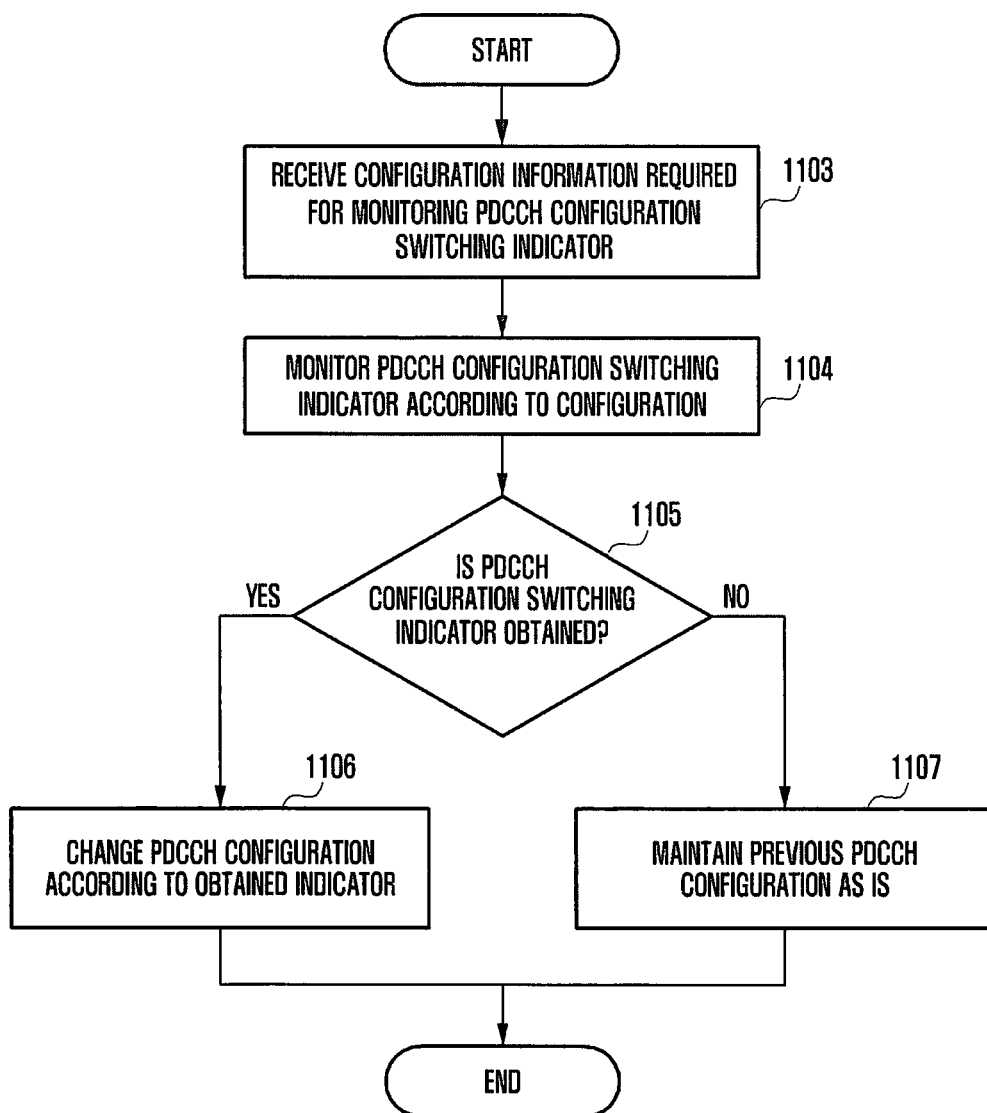 START
RECEIVE CONFIGURATION INFORMATION REQUIRED
FOR MONITORING PDCCH CONFIGURATION
SWITCHING INDICATOR
1103
MONITOR PDCCH CONFIGURATION SWITCHING
INDICATOR ACCORDING TO CONFIGURATION
1104
1105
IS PDCCH
CONFIGURATION SWITCHING
INDICATOR OBTAINED?
YES
NO
1106
CHANGE PDCCH CONFIGURATION
ACCORDING TO OBTAINED INDICATOR
1107
MAINTAIN PREVIOUS PDCCH
CONFIGURATION AS IS
END